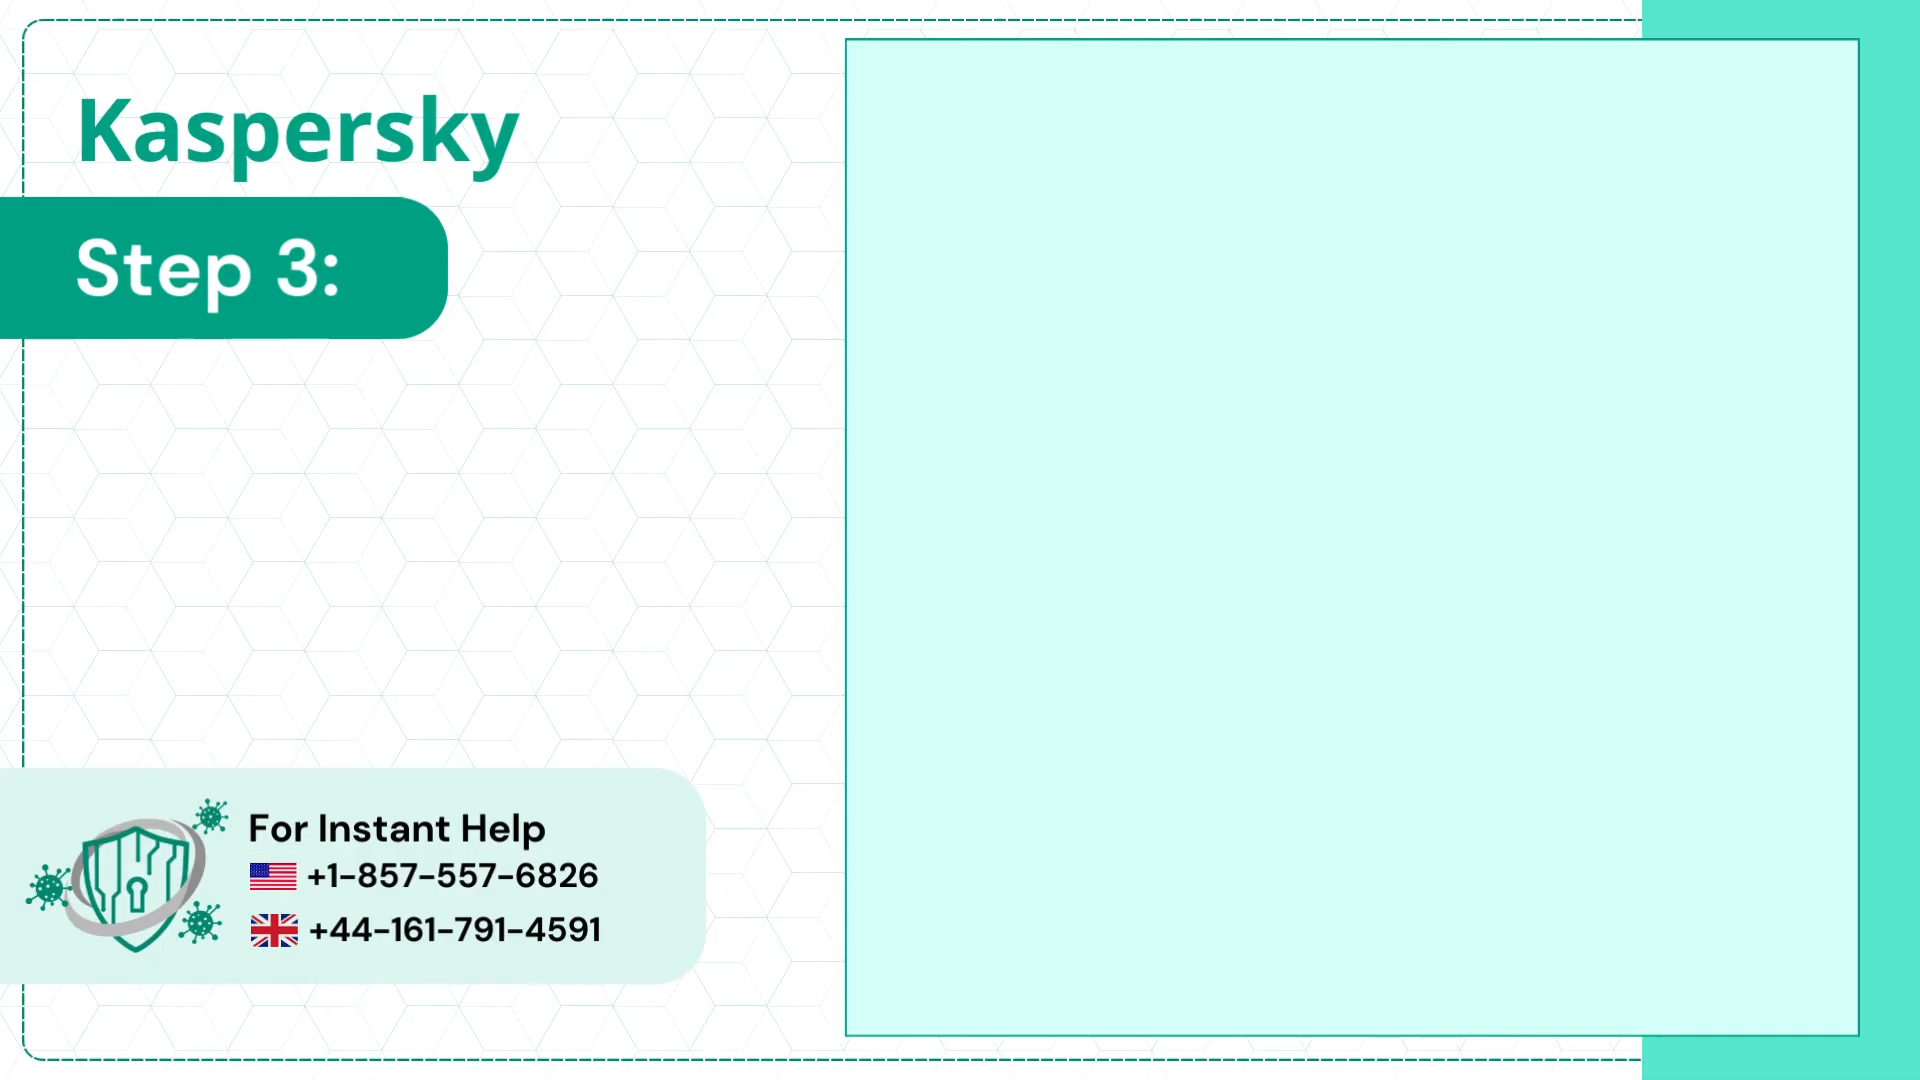 Kaspersky
Step 3:
For Instant Help
+1-857-557-6826
+44-161-791-4591